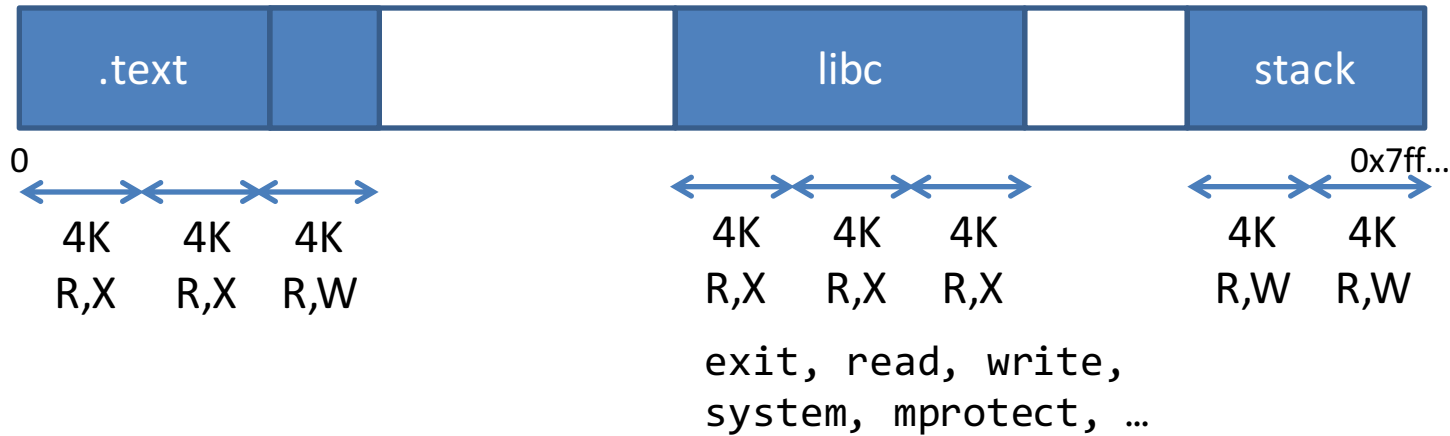 .text libc stack
0 0x7ff…
4K 4K 4K 4K 4K 4K 4K 4K
R,X R,X R,W R,X R,X R,X R,W R,W
exit, read, write,
system, mprotect, …